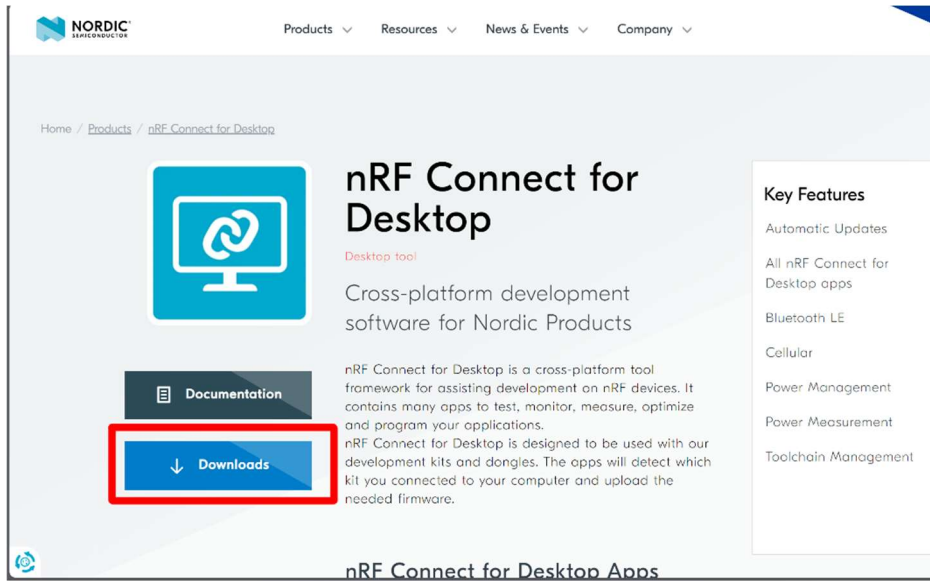 NORDIC
SEMICONDUCTOR
Products
Resources
News & Events
Company
Home / Products / nRF Connect for Desktop
nRF Connect for
Desktop
Desktop tool
Cross-platform development
software for Nordic Products
Documentation
Downloads
nRF Connect for Desktop is a cross-platform tool
framework for assisting development on nRF devices. It
contains many apps to test, monitor, measure, optimize
and program your applications.
nRF Connect for Desktop is designed to be used with our
development kits and dongles. The apps will detect which
kit you connected to your computer and upload the
needed firmware.
Key Features
Automatic Updates
All nRF Connect for
Desktop apps
Bluetooth LE
Cellular
Power Management
Power Measurement
Toolchain Management
nRF Connect for Desktop Apps